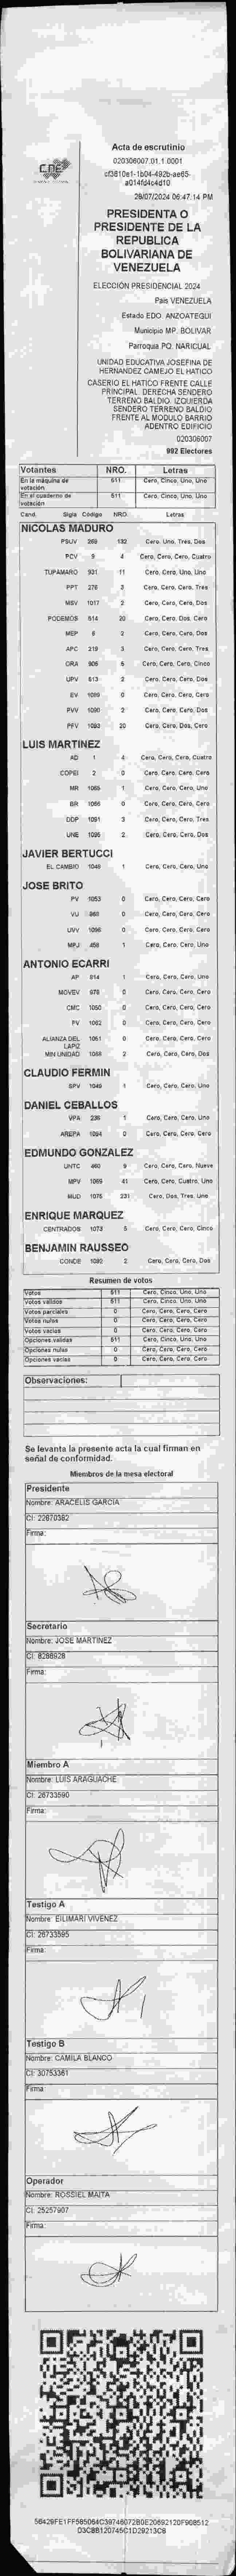 CNE
Acta de escrutinio
020306007.01.1.0001
28/07/2024 06:47:14 PM
PRESIDENTA O
PRESIDENTE DE LA
REPUBLICA
BOLIVARIANA DE
VENEZUELA
ELECCIÓN PRESIDENCIAL 2024
País VENEZUELA
Estado EDO. ANZOATEGUI
Municipio MP. BOLIVAR
Parroquia PQ. NARICUAL
UNIDAD EDUCATIVA JOSEFINA DE
HERNANDEZ CAMEJO EL HATICO
CASERIO EL HATICO FRENTE CALLE
PRINCIPAL. DERECHA SENDERO
TERRENO BALDIO. IZQUIERDA
SENDERO TERRENO BALDIO
FRENTE AL MODULO BARRIO
ADENTRO EDIFICIO
020306007
992 Electores
Votantes NRO. Letras
En la máquina de votación 511 Cero, Cinco, Uno, Uno
En el cuaderno de votación 511 Cero, Cinco, Uno, Uno
Cand. Sigla Código NRO. Letras
NICOLAS MADURO
PSUV 269 132 Cero, Uno, Tres, Dos
PCV 9 4 Cero, Cero, Cero, Cuatro
TUPAMARO 931 11 Cero, Cero, Uno, Uno
PPT 276 3 Cero, Cero, Cero, Tres
MSV 1017 2 Cero, Cero, Cero, Dos
PODEMOS 514 20 Cero, Cero, Dos, Cero
MEP 6 2 Cero, Cero, Cero, Dos
APC 219 3 Cero, Cero, Cero, Tres
ORA 905 5 Cero, Cero, Cero, Cinco
UPV 613 2 Cero, Cero, Cero, Dos
EV 1099 0 Cero, Cero, Cero, Cero
PVV 1090 2 Cero, Cero, Cero, Dos
PFV 1093 20 Cero, Cero, Dos, Cero
LUIS MARTINEZ
AD 1 4 Cero, Cero, Cero, Cuatro
COPEI 2 0 Cero, Cero, Cero, Cero
MR 1065 1 Cero, Cero, Cero, Uno
BR 1066 0 Cero, Cero, Cero, Cero
DDP 1091 3 Cero, Cero, Cero, Tres
UNE 1095 2 Cero, Cero, Cero, Dos
JAVIER BERTUCCI
EL CAMBIO 1049 1 Cero, Cero, Cero, Uno
JOSE BRITO
PV 1053 0 Cero, Cero, Cero, Cero
VU 868 0 Cero, Cero, Cero, Cero
UVV 1096 0 Cero, Cero, Cero, Cero
MPJ 458 1 Cero, Cero, Cero, Uno
ANTONIO ECARRI
AP 814 1 Cero, Cero, Cero, Uno
MOVEV 978 0 Cero, Cero, Cero, Cero
CMC 1050 0 Cero, Cero, Cero, Cero
FV 1062 0 Cero, Cero, Cero, Cero
ALIANZA DEL LAPIZ 1051 0 Cero, Cero, Cero, Cero
MIN UNIDAD 1088 2 Cero, Cero, Cero, Dos
CLAUDIO FERMIN
SPV 1040 1 Cero, Cero, Cero, Uno
DANIEL CEBALLOS
VPA 238 1 Cero, Cero, Cero, Uno
AREPA 1094 0 Cero, Cero, Cero, Cero
EDMUNDO GONZALEZ
UNTC 460 9 Cero, Cero, Cero, Nueve
MPV 1069 41 Cero, Cero, Cuatro, Uno
MUD 1075 231 Cero, Dos, Tres, Uno
ENRIQUE MARQUEZ
CENTRADOS 1073 5 Cero, Cero, Cero, Cinco
BENJAMIN RAUSSEO
CONDE 1092 2 Cero, Cero, Cero, Dos
Resumen de votos
Votos 511 Cero, Cinco, Uno, Uno
Votos válidos 511 Cero, Cinco, Uno, Uno
Votos parciales 0 Cero, Cero, Cero, Cero
Votos nulos 0 Cero, Cero, Cero, Cero
Votos vacios 0 Cero, Cero, Cero, Cero
Opciones validas 511 Cero, Cinco, Uno, Uno
Opciones nulas 0 Cero, Cero, Cero, Cero
Opciones vacias 0 Cero, Cero, Cero, Cero
Observaciones:
Se levanta la presente acta la cual firman en
señal de conformidad.
Miembros de la mesa electoral
Presidente
Nombre: ARACELIS GARCIA
CI: 22870382
Firma:
Secretario
Nombre: JOSE MARTINEZ
CI: 8288928
Firma:
Miembro A
Nombre: LUIS ARAGUACHE
CI: 26733590
Firma:
Testigo A
Nombre: EILIMARI VIVENEZ
CI: 26733595
Firma:
Testigo B
Nombre: CAMILA BLANCO
CI: 30753361
Firma:
Operador
Nombre: ROSSIEL MAITA
CI: 25257907
Firma:
56429FE1FF585064C39746072B0E20692120F908512
D3C8B120745C1D29213CB